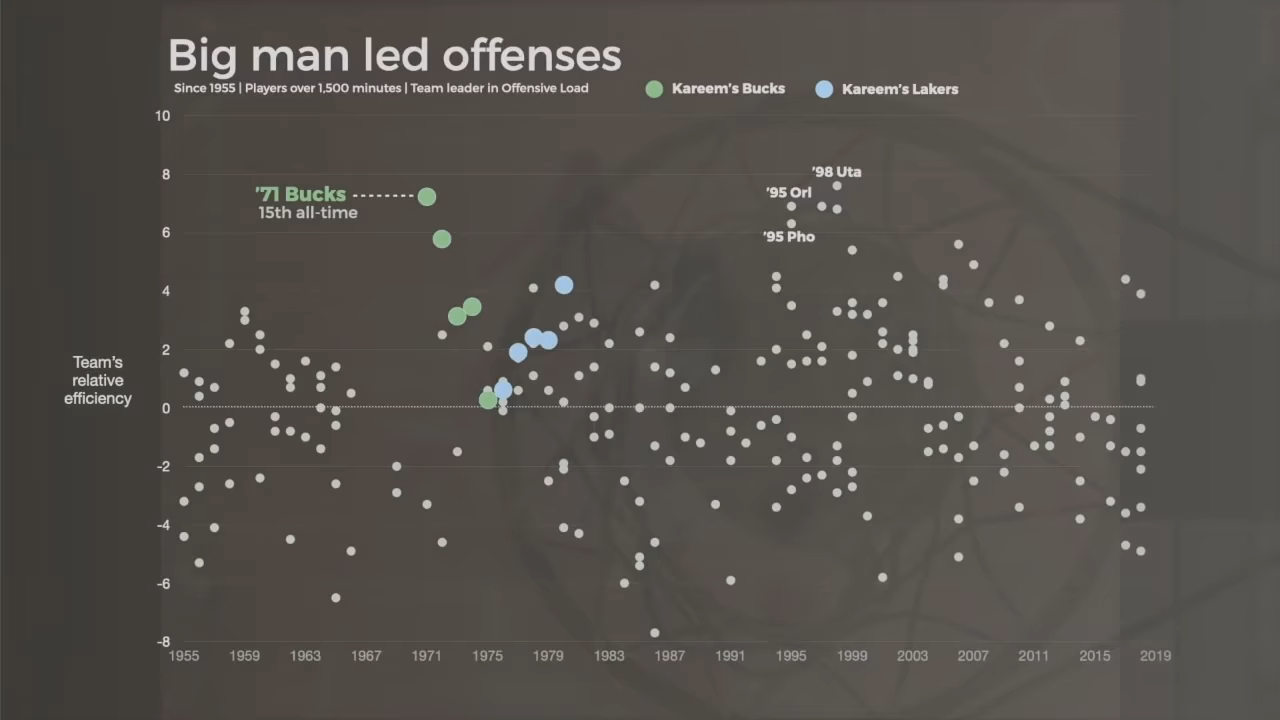 Big man led offenses
Since 1955 | Players over 1,500 minutes | Team leader in Offensive Load
Kareem's Bucks
Kareem's Lakers
10
8
6
4
2
0
-2
-4
-6
-8
Team's
relative
efficiency
'71 Bucks
15th all-time
'98 Uta
'95 Orl
'95 Pho
1955 1959 1963 1967 1971 1975 1979 1983 1987 1991 1995 1999 2003 2007 2011 2015 2019